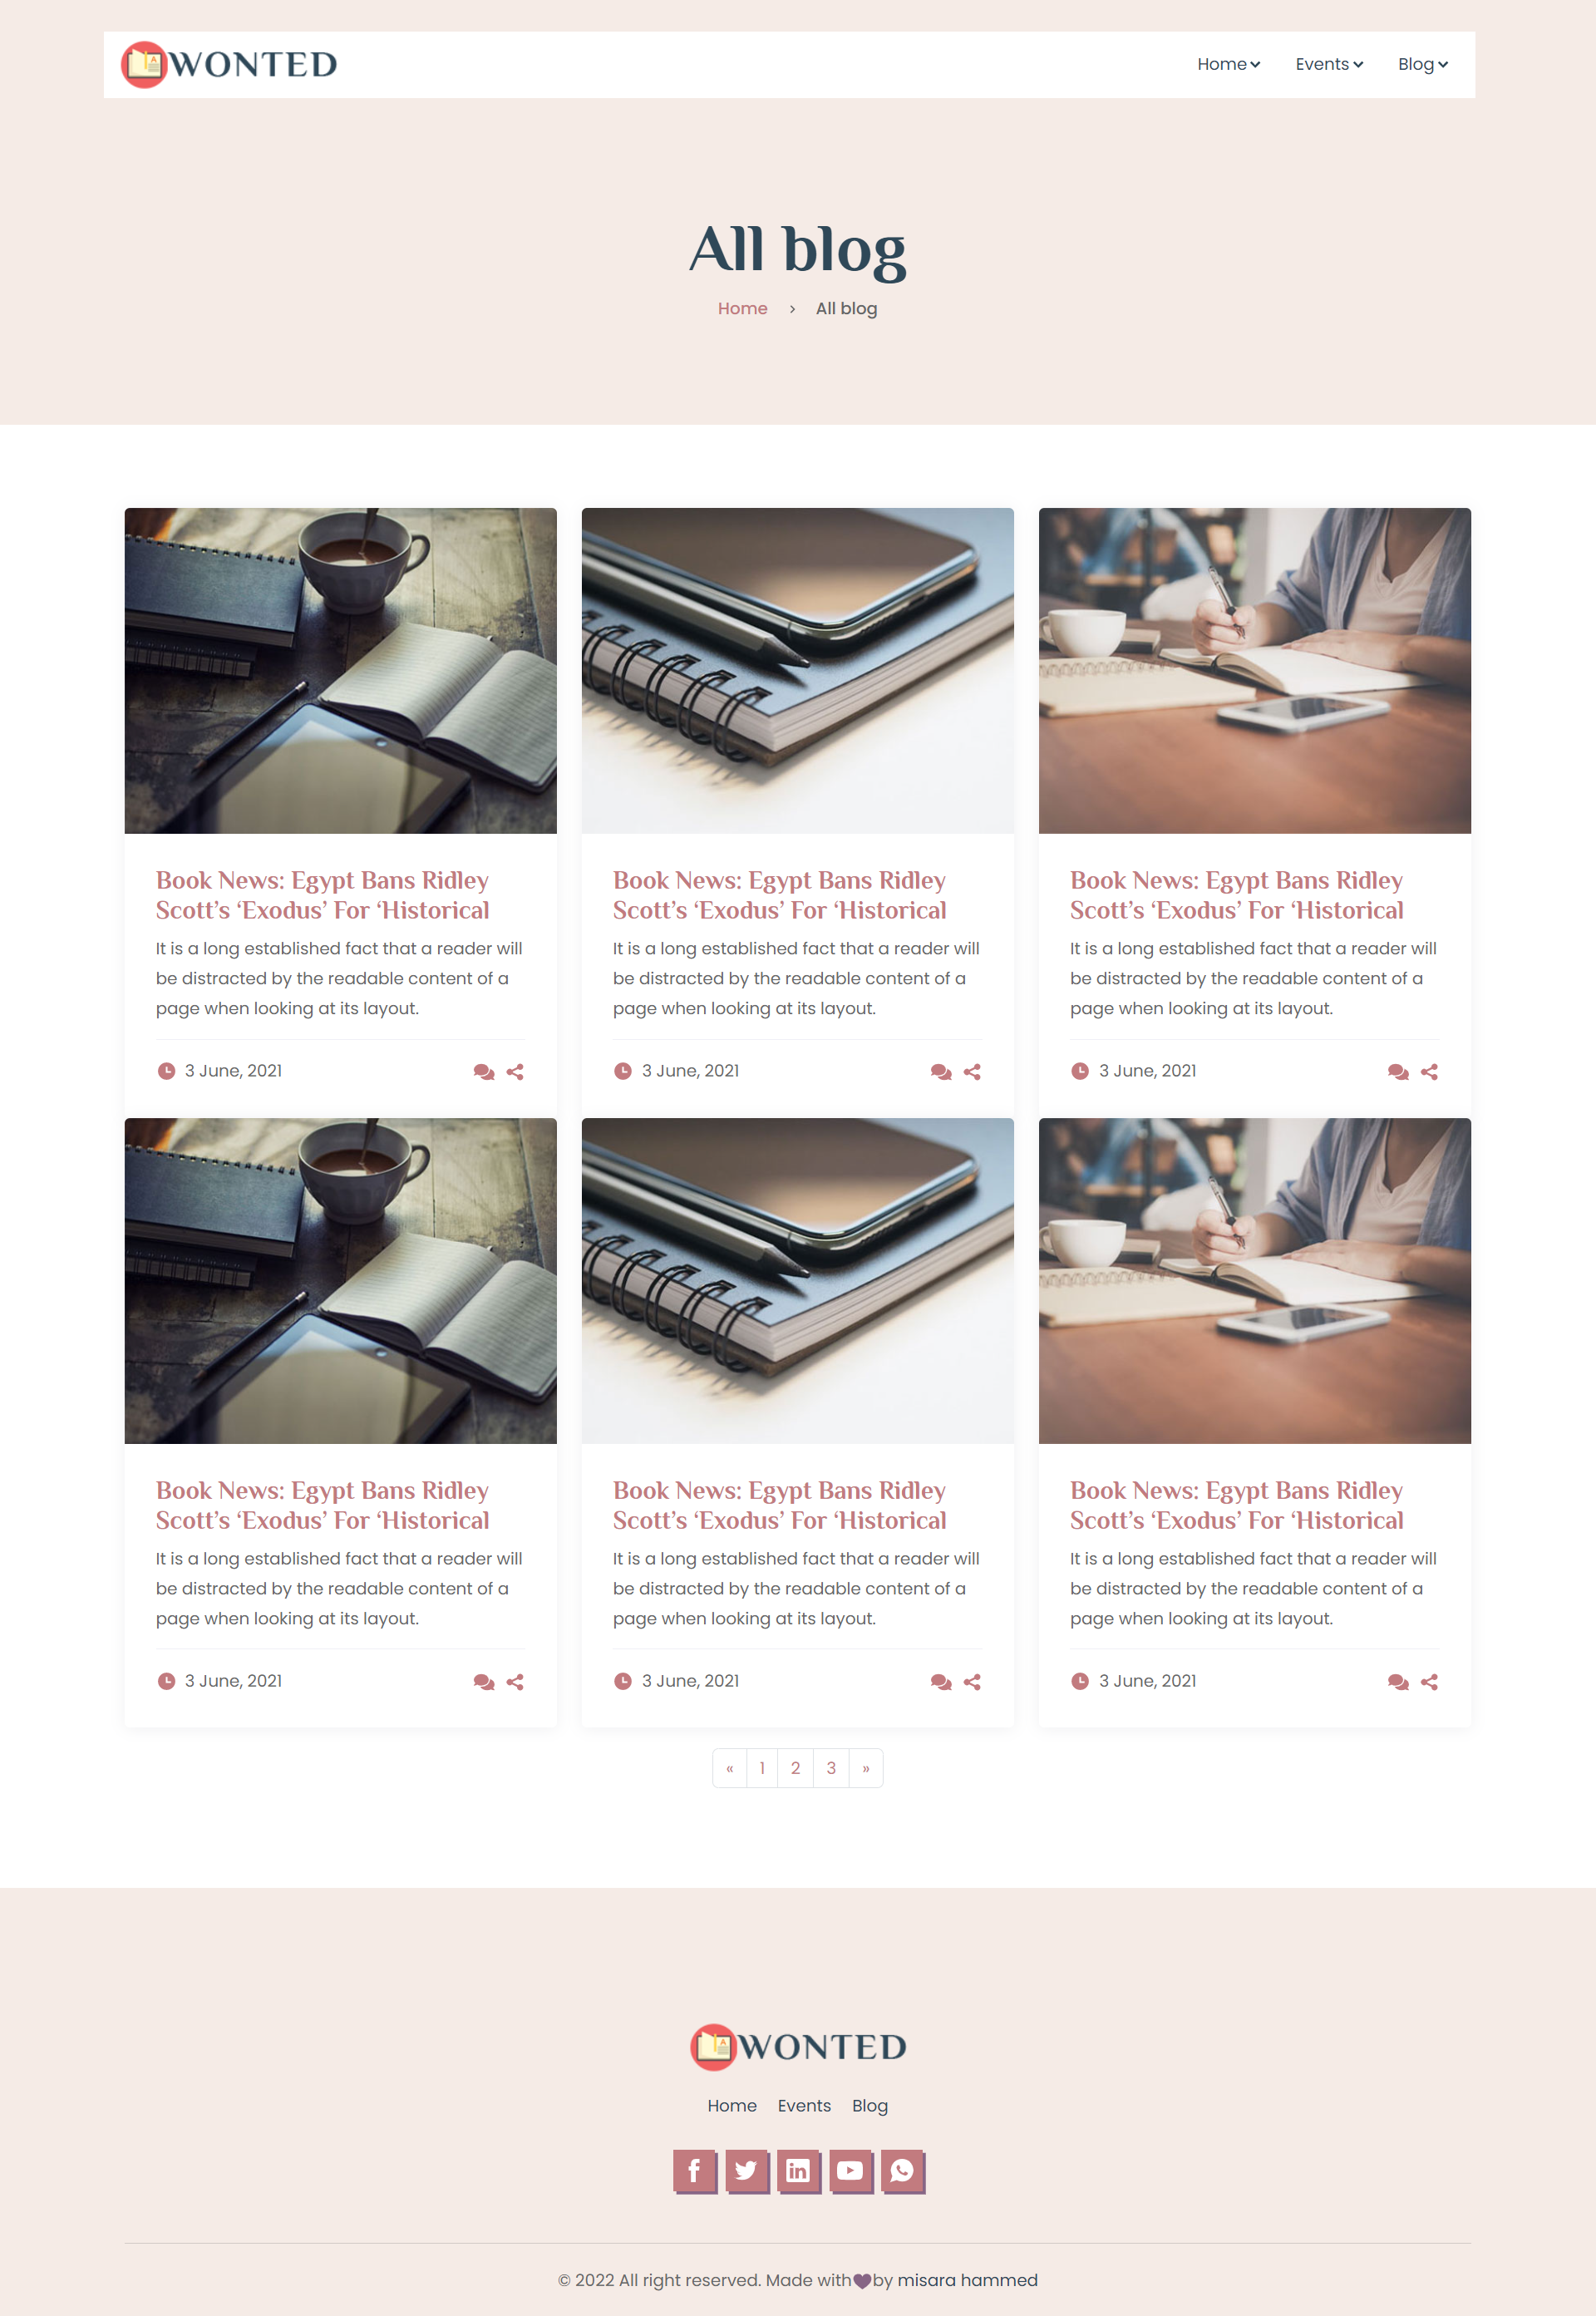 WONTED
Home Events Blog
All blog
Home > All blog
Book News: Egypt Bans Ridley
Scott’s ‘Exodus’ For ‘Historical
It is a long established fact that a reader will
be distracted by the readable content of a
page when looking at its layout.
3 June, 2021
Book News: Egypt Bans Ridley
Scott’s ‘Exodus’ For ‘Historical
It is a long established fact that a reader will
be distracted by the readable content of a
page when looking at its layout.
3 June, 2021
Book News: Egypt Bans Ridley
Scott’s ‘Exodus’ For ‘Historical
It is a long established fact that a reader will
be distracted by the readable content of a
page when looking at its layout.
3 June, 2021
Book News: Egypt Bans Ridley
Scott’s ‘Exodus’ For ‘Historical
It is a long established fact that a reader will
be distracted by the readable content of a
page when looking at its layout.
3 June, 2021
Book News: Egypt Bans Ridley
Scott’s ‘Exodus’ For ‘Historical
It is a long established fact that a reader will
be distracted by the readable content of a
page when looking at its layout.
3 June, 2021
Book News: Egypt Bans Ridley
Scott’s ‘Exodus’ For ‘Historical
It is a long established fact that a reader will
be distracted by the readable content of a
page when looking at its layout.
3 June, 2021
« 1 2 3 »
WONTED
Home Events Blog
© 2022 All right reserved. Made with by misara hammed